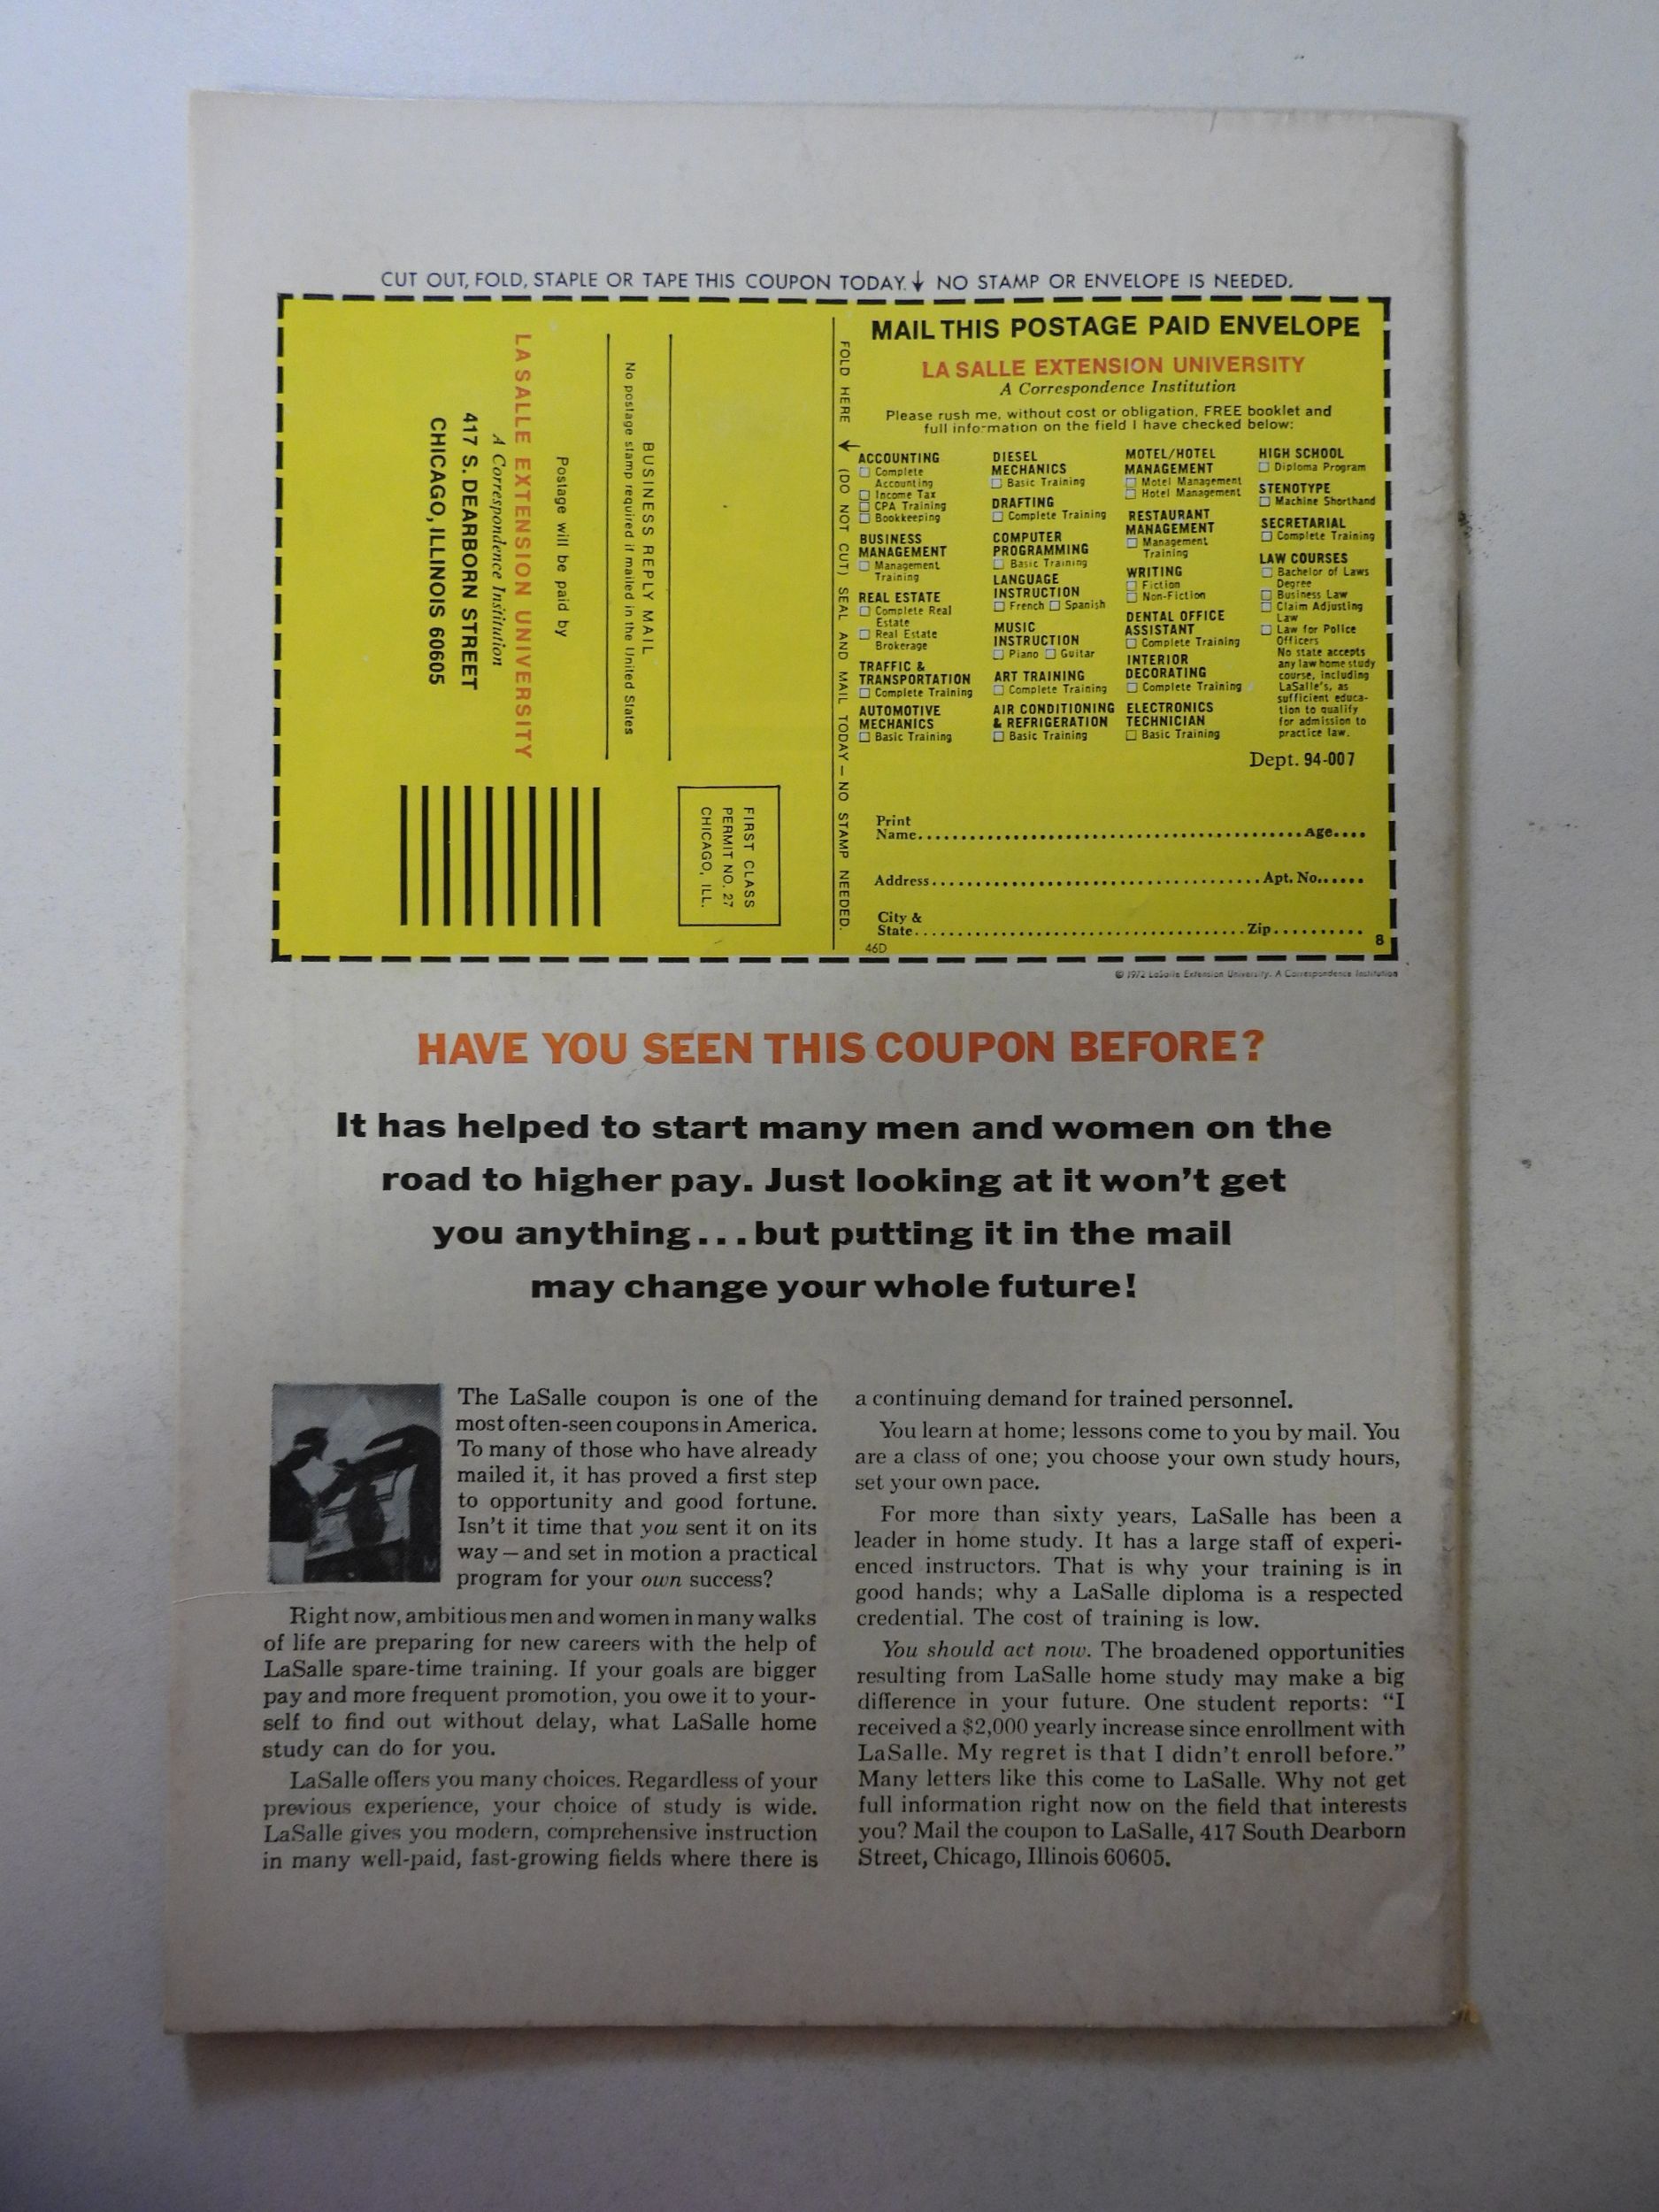 CUT OUT, FOLD, STAPLE OR TAPE THIS COUPON TODAY. ↓ NO STAMP OR ENVELOPE IS NEEDED.
LA SALLE EXTENSION UNIVERSITY
A Correspondence Institution
417 S. DEARBORN STREET
CHICAGO, ILLINOIS 60605
Postage will be paid by
BUSINESS REPLY MAIL
No postage stamp required if mailed in the United States
FIRST CLASS
PERMIT NO. 27
CHICAGO, ILL.
FOLD HERE ↓ (DO NOT CUT) SEAL AND MAIL TODAY — NO STAMP NEEDED.
MAIL THIS POSTAGE PAID ENVELOPE
LA SALLE EXTENSION UNIVERSITY
A Correspondence Institution
Please rush me, without cost or obligation, FREE booklet and
full information on the field I have checked below:
ACCOUNTING
☐ Complete
Accounting
☐ Income Tax
☐ CPA Training
☐ Bookkeeping
BUSINESS
MANAGEMENT
☐ Management
Training
REAL ESTATE
☐ Complete Real
Estate
☐ Real Estate
Brokerage
TRAFFIC &
TRANSPORTATION
☐ Complete Training
AUTOMOTIVE
MECHANICS
☐ Basic Training
DIESEL
MECHANICS
☐ Basic Training
DRAFTING
☐ Complete Training
COMPUTER
PROGRAMMING
☐ Basic Training
LANGUAGE
INSTRUCTION
☐ French ☐ Spanish
MUSIC
INSTRUCTION
☐ Piano ☐ Guitar
ART TRAINING
☐ Complete Training
AIR CONDITIONING
& REFRIGERATION
☐ Basic Training
MOTEL/HOTEL
MANAGEMENT
☐ Motel Management
☐ Hotel Management
RESTAURANT
MANAGEMENT
☐ Management
Training
WRITING
☐ Fiction
☐ Non-Fiction
DENTAL OFFICE
ASSISTANT
☐ Complete Training
INTERIOR
DECORATING
☐ Complete Training
ELECTRONICS
TECHNICIAN
☐ Basic Training
HIGH SCHOOL
☐ Diploma Program
STENOTYPE
☐ Machine Shorthand
SECRETARIAL
☐ Complete Training
LAW COURSES
☐ Bachelor of Laws
Degree
☐ Business Law
☐ Claim Adjusting
Law
☐ Law for Police
Officers
No state accepts
any law home study
course, including
LaSalle's, as
sufficient educa-
tion to qualify
for admission to
practice law.
Dept. 94-007
Print
Name............Age....
Address............Apt. No......
City &
State............Zip..........
46D
8
© 1972 LaSalle Extension University, A Correspondence Institution
HAVE YOU SEEN THIS COUPON BEFORE?
It has helped to start many men and women on the
road to higher pay. Just looking at it won't get
you anything...but putting it in the mail
may change your whole future!
The LaSalle coupon is one of the
most often-seen coupons in America.
To many of those who have already
mailed it, it has proved a first step
to opportunity and good fortune.
Isn't it time that you sent it on its
way—and set in motion a practical
program for your own success?
Right now, ambitious men and women in many walks
of life are preparing for new careers with the help of
LaSalle spare-time training. If your goals are bigger
pay and more frequent promotion, you owe it to your-
self to find out without delay, what LaSalle home
study can do for you.
LaSalle offers you many choices. Regardless of your
previous experience, your choice of study is wide.
LaSalle gives you modern, comprehensive instruction
in many well-paid, fast-growing fields where there is
a continuing demand for trained personnel.
You learn at home; lessons come to you by mail. You
are a class of one; you choose your own study hours,
set your own pace.
For more than sixty years, LaSalle has been a
leader in home study. It has a large staff of experi-
enced instructors. That is why your training is in
good hands; why a LaSalle diploma is a respected
credential. The cost of training is low.
You should act now. The broadened opportunities
resulting from LaSalle home study may make a big
difference in your future. One student reports: "I
received a $2,000 yearly increase since enrollment with
LaSalle. My regret is that I didn't enroll before."
Many letters like this come to LaSalle. Why not get
full information right now on the field that interests
you? Mail the coupon to LaSalle, 417 South Dearborn
Street, Chicago, Illinois 60605.